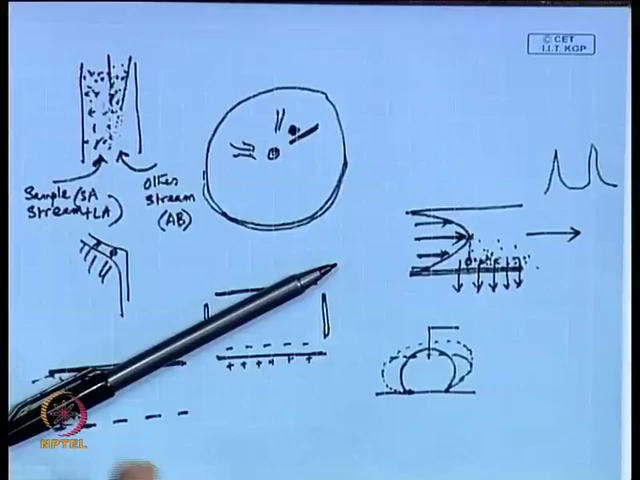 © CET
I.I.T. KGP
Sample (SA
Stream + LA)
Other
Stream
(AB)
+ + + + + +
NPTEL